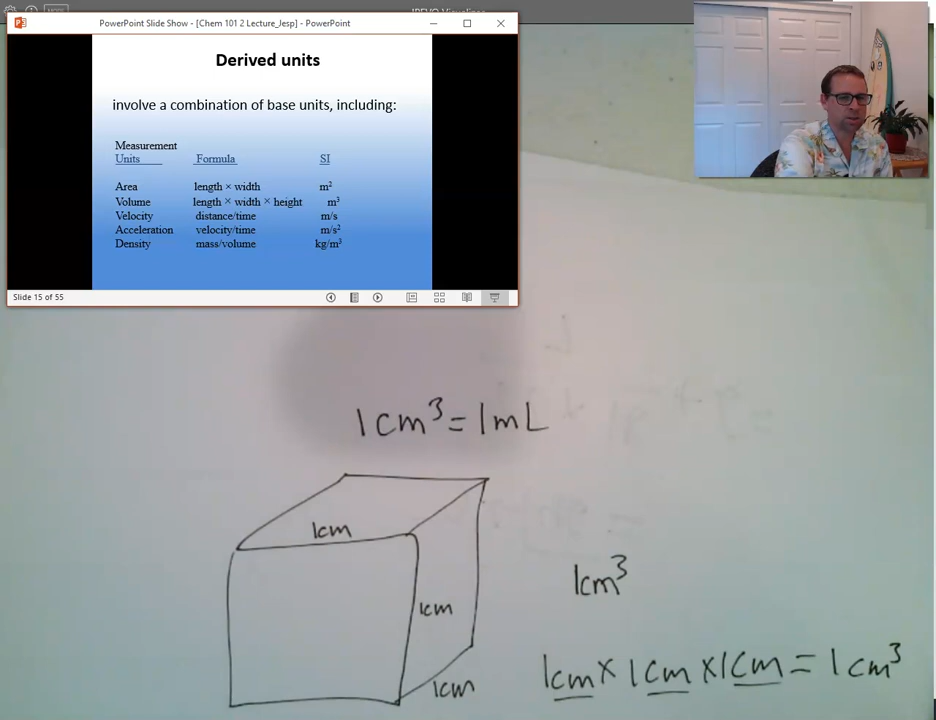 PowerPoint Slide Show - [Chem 101 2 Lecture_Jesp] - PowerPoint
Derived units
involve a combination of base units, including:
Measurement
Units Formula SI
Area length × width m²
Volume length × width × height m³
Velocity distance/time m/s
Acceleration velocity/time m/s²
Density mass/volume kg/m³
Slide 15 of 55
1cm³ = 1mL
1cm
1cm
1cm
1cm³
1cm × 1cm × 1cm = 1cm³